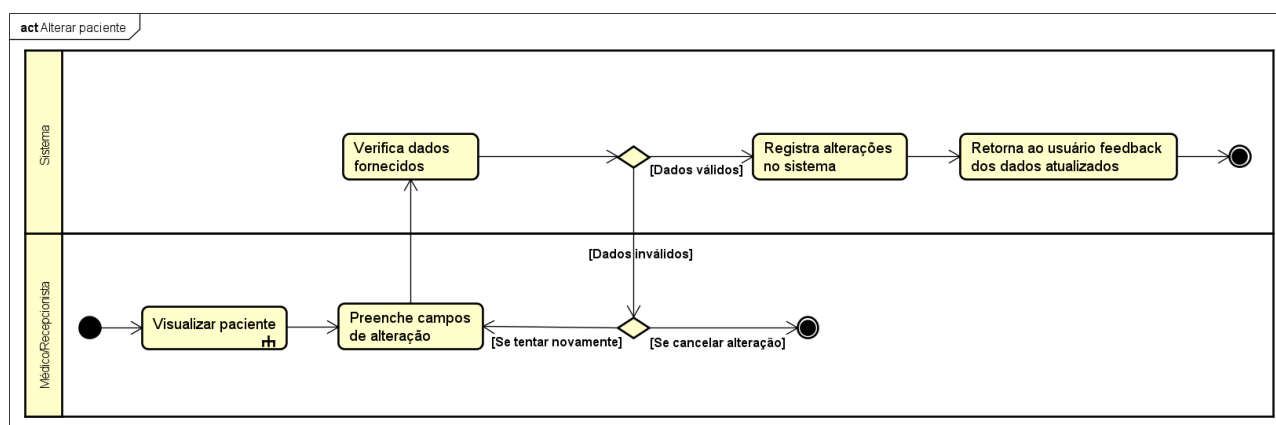 act Alterar paciente
Sistema
Verifica dados
fornecidos
[Dados válidos]
Registra alterações
no sistema
Retorna ao usuário feedback
dos dados atualizados
[Dados inválidos]
Médico/Recepcionista
Visualizar paciente
Preenche campos
de alteração
[Se tentar novamente]
[Se cancelar alteração]